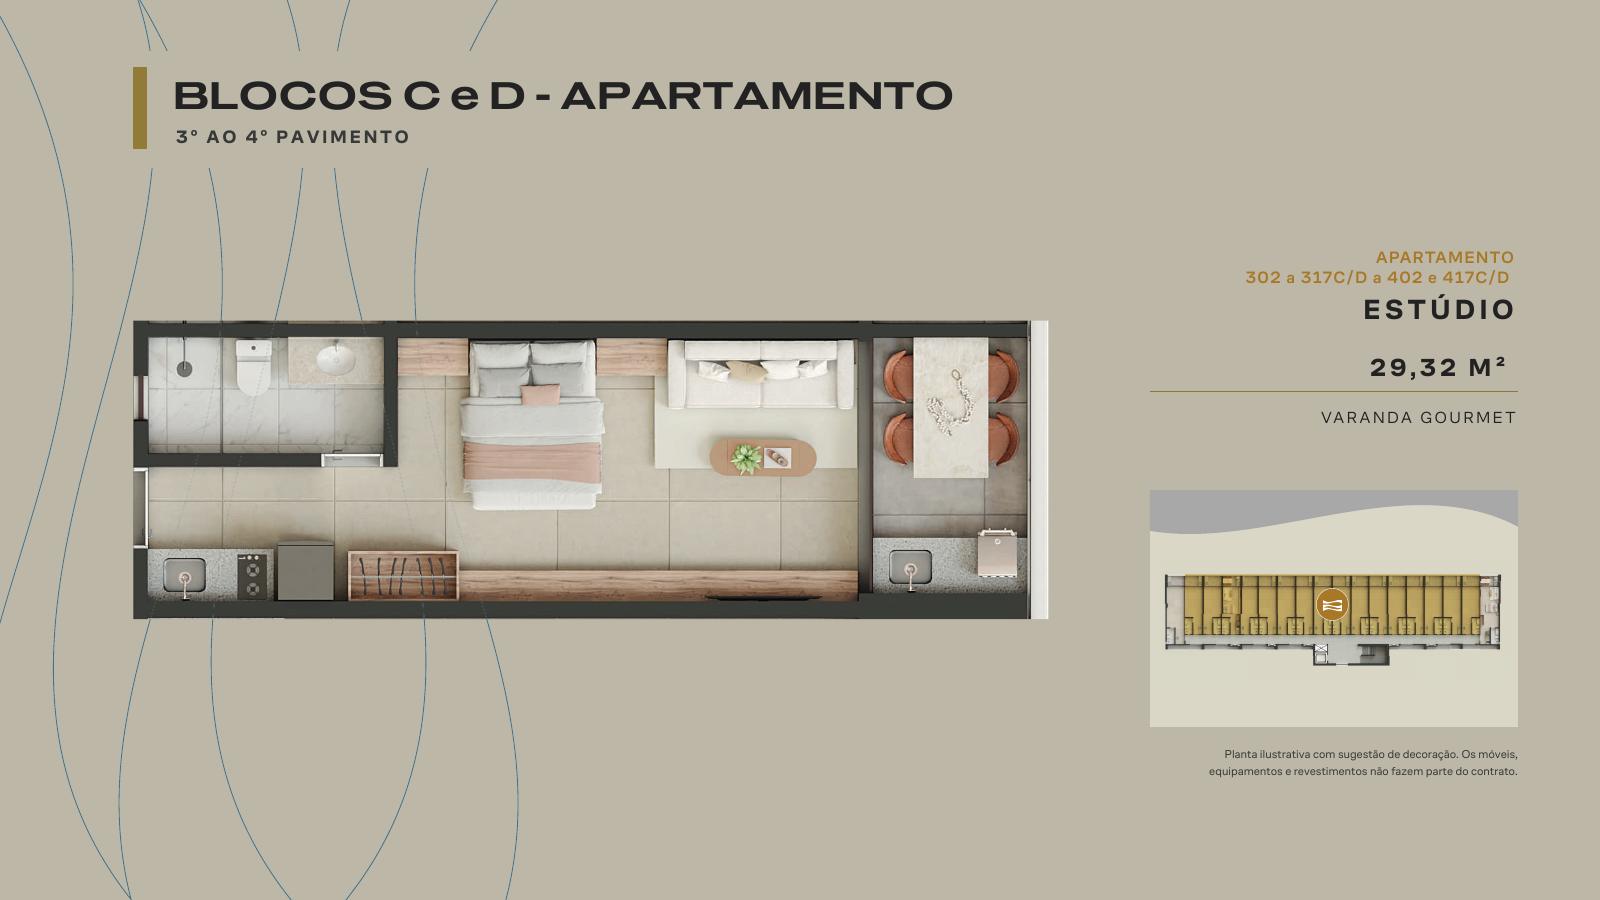 BLOCOS C e D - APARTAMENTO
3° AO 4° PAVIMENTO
APARTAMENTO
302 a 317C/D a 402 e 417C/D
ESTÚDIO
29,32 M²
VARANDA GOURMET
Planta ilustrativa com sugestão de decoração. Os móveis,
equipamentos e revestimentos não fazem parte do contrato.